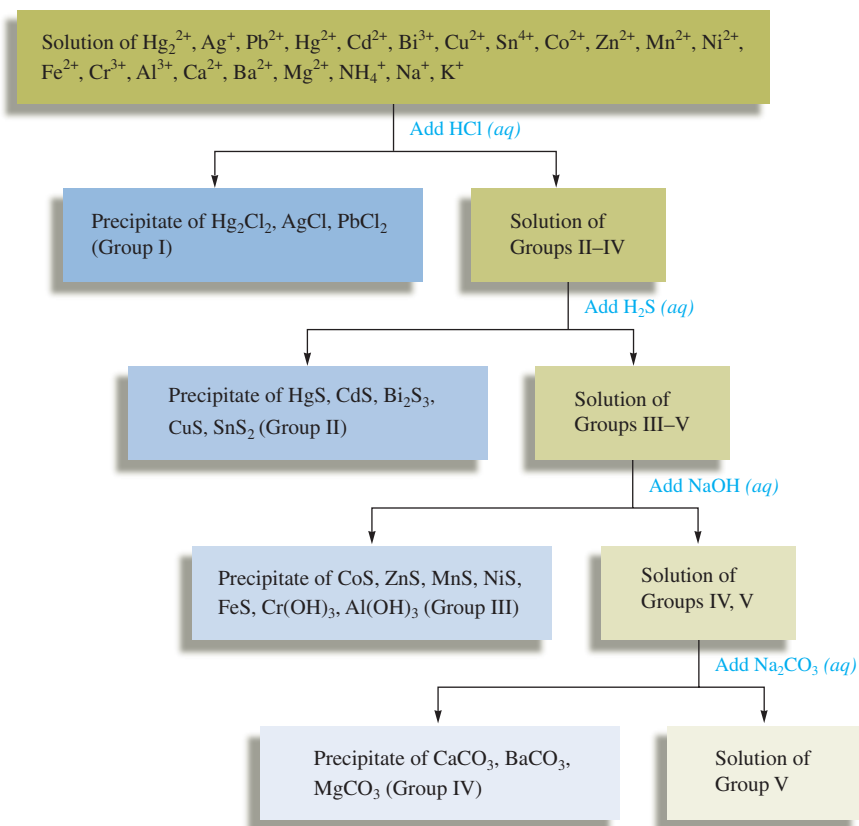 Solution of Hg₂²⁺, Ag⁺, Pb²⁺, Hg²⁺, Cd²⁺, Bi³⁺, Cu²⁺, Sn⁴⁺, Co²⁺, Zn²⁺, Mn²⁺, Ni²⁺,
Fe²⁺, Cr³⁺, Al³⁺, Ca²⁺, Ba²⁺, Mg²⁺, NH₄⁺, Na⁺, K⁺
Add HCl (aq)
Precipitate of Hg₂Cl₂, AgCl, PbCl₂
(Group I)
Solution of
Groups II–IV
Add H₂S (aq)
Precipitate of HgS, CdS, Bi₂S₃,
CuS, SnS₂ (Group II)
Solution of
Groups III–V
Add NaOH (aq)
Precipitate of CoS, ZnS, MnS, NiS,
FeS, Cr(OH)₃, Al(OH)₃ (Group III)
Solution of
Groups IV, V
Add Na₂CO₃ (aq)
Precipitate of CaCO₃, BaCO₃,
MgCO₃ (Group IV)
Solution of
Group V